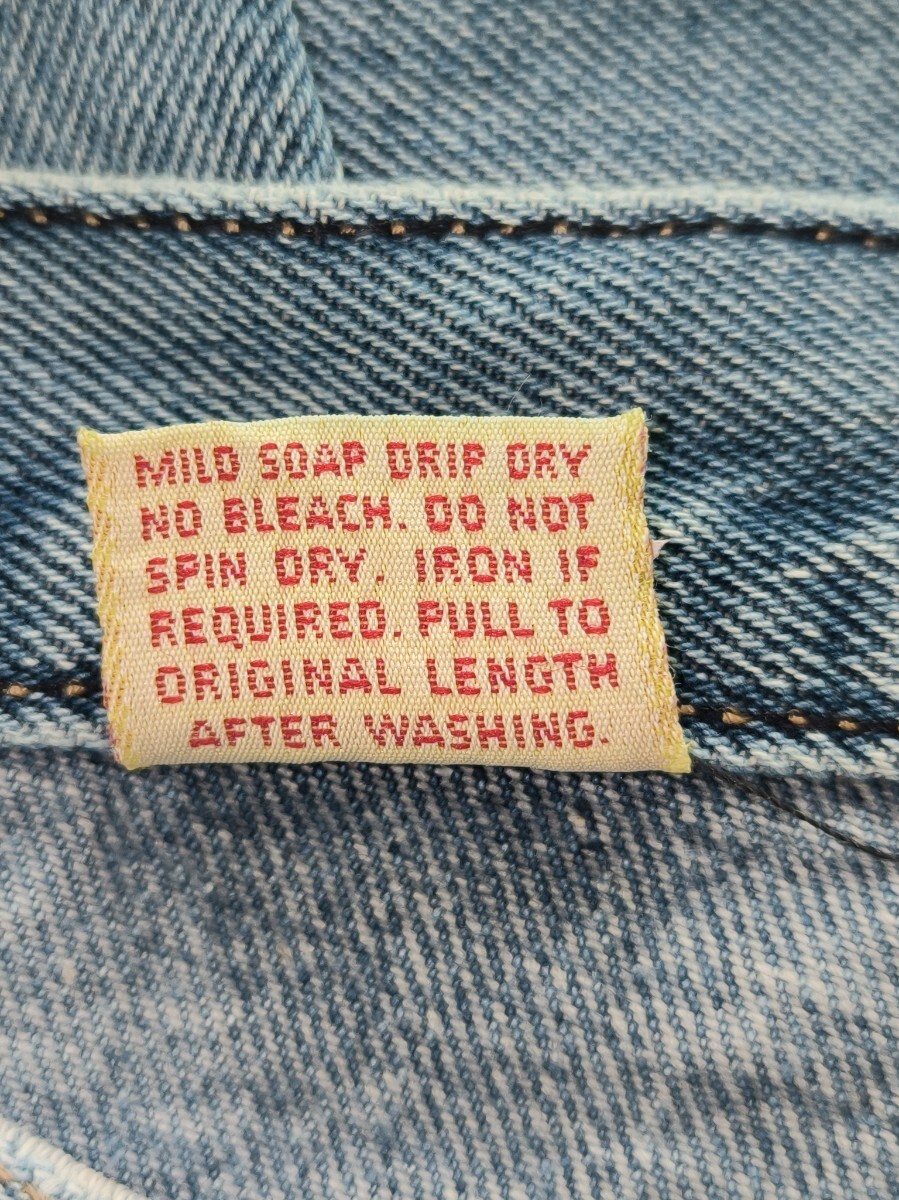 MILD SOAP DRIP DRY
NO BLEACH. DO NOT
SPIN DRY. IRON IF
REQUIRED. PULL TO
ORIGINAL LENGTH
AFTER WASHING.